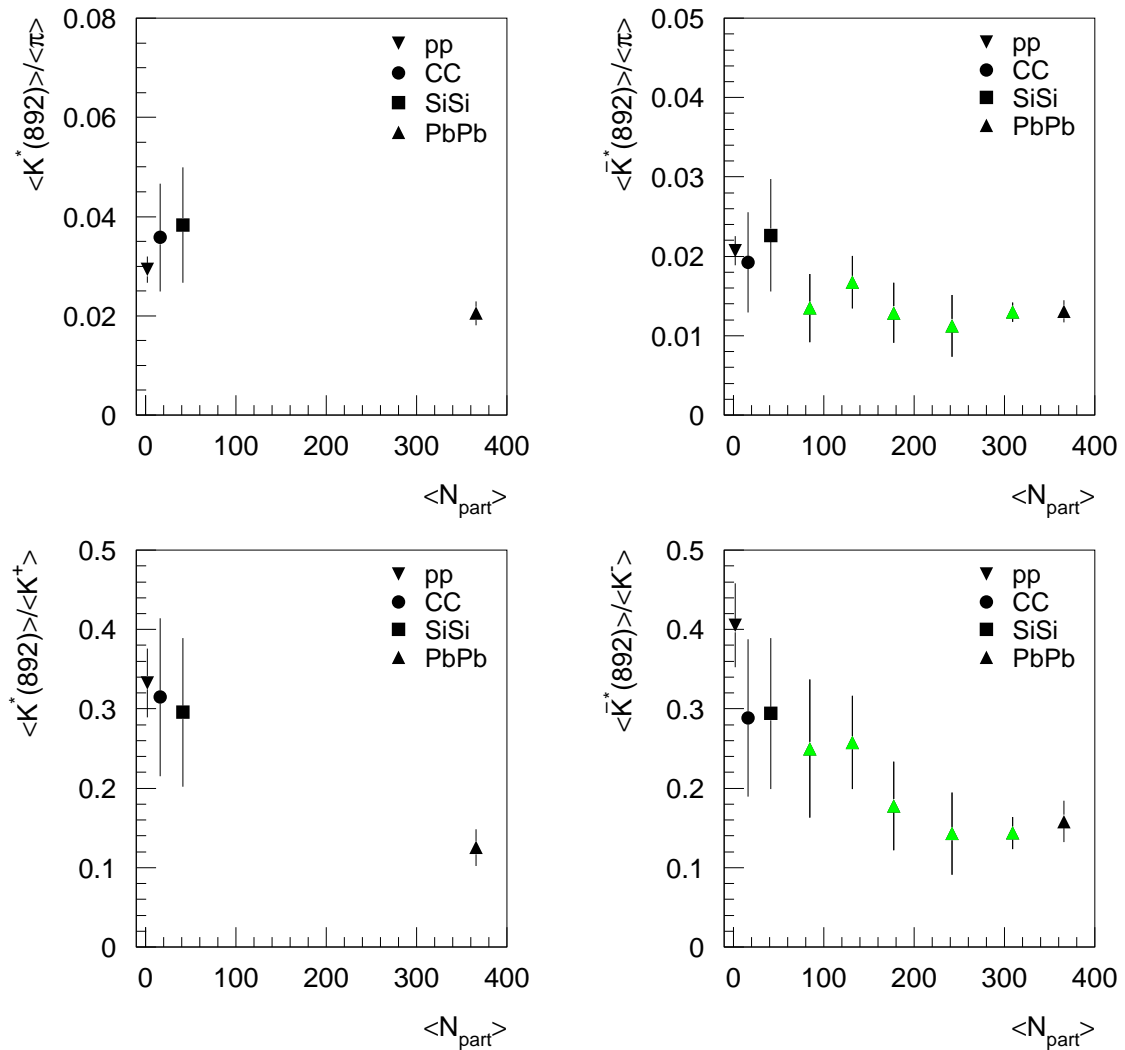 <K*(892)>/<π>
0.08
0.06
0.04
0.02
0
pp
CC
SiSi
PbPb
0 100 200 300 400
<Npart>
<K̅*(892)>/<π>
0.05
0.04
0.03
0.02
0.01
0
pp
CC
SiSi
PbPb
0 100 200 300 400
<Npart>
<K*(892)>/<K+>
0.5
0.4
0.3
0.2
0.1
0
pp
CC
SiSi
PbPb
0 100 200 300 400
<Npart>
<K̅*(892)>/<K->
0.5
0.4
0.3
0.2
0.1
0
pp
CC
SiSi
PbPb
0 100 200 300 400
<Npart>